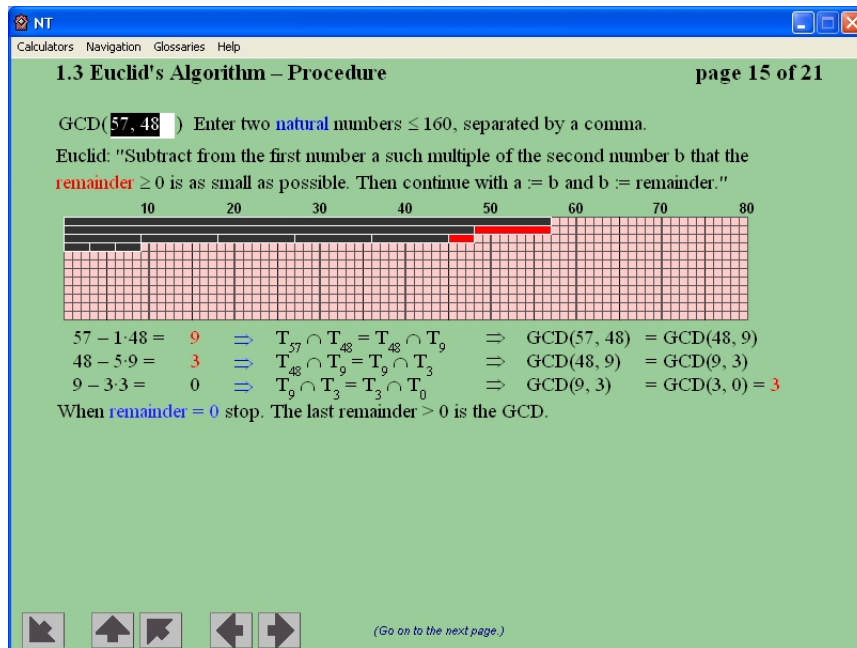 NT
Calculators Navigation Glossaries Help
1.3 Euclid's Algorithm – Procedure page 15 of 21
GCD(57, 48 ) Enter two natural numbers ≤ 160, separated by a comma.
Euclid: "Subtract from the first number a such multiple of the second number b that the
remainder ≥ 0 is as small as possible. Then continue with a := b and b := remainder."
10 20 30 40 50 60 70 80
57 – 1·48 = 9 ⇒ T₅₇ ∩ T₄₈ = T₄₈ ∩ T₉ ⇒ GCD(57, 48) = GCD(48, 9)
48 – 5·9 = 3 ⇒ T₄₈ ∩ T₉ = T₉ ∩ T₃ ⇒ GCD(48, 9) = GCD(9, 3)
9 – 3·3 = 0 ⇒ T₉ ∩ T₃ = T₃ ∩ T₀ ⇒ GCD(9, 3) = GCD(3, 0) = 3
When remainder = 0 stop. The last remainder > 0 is the GCD.
(Go on to the next page.)